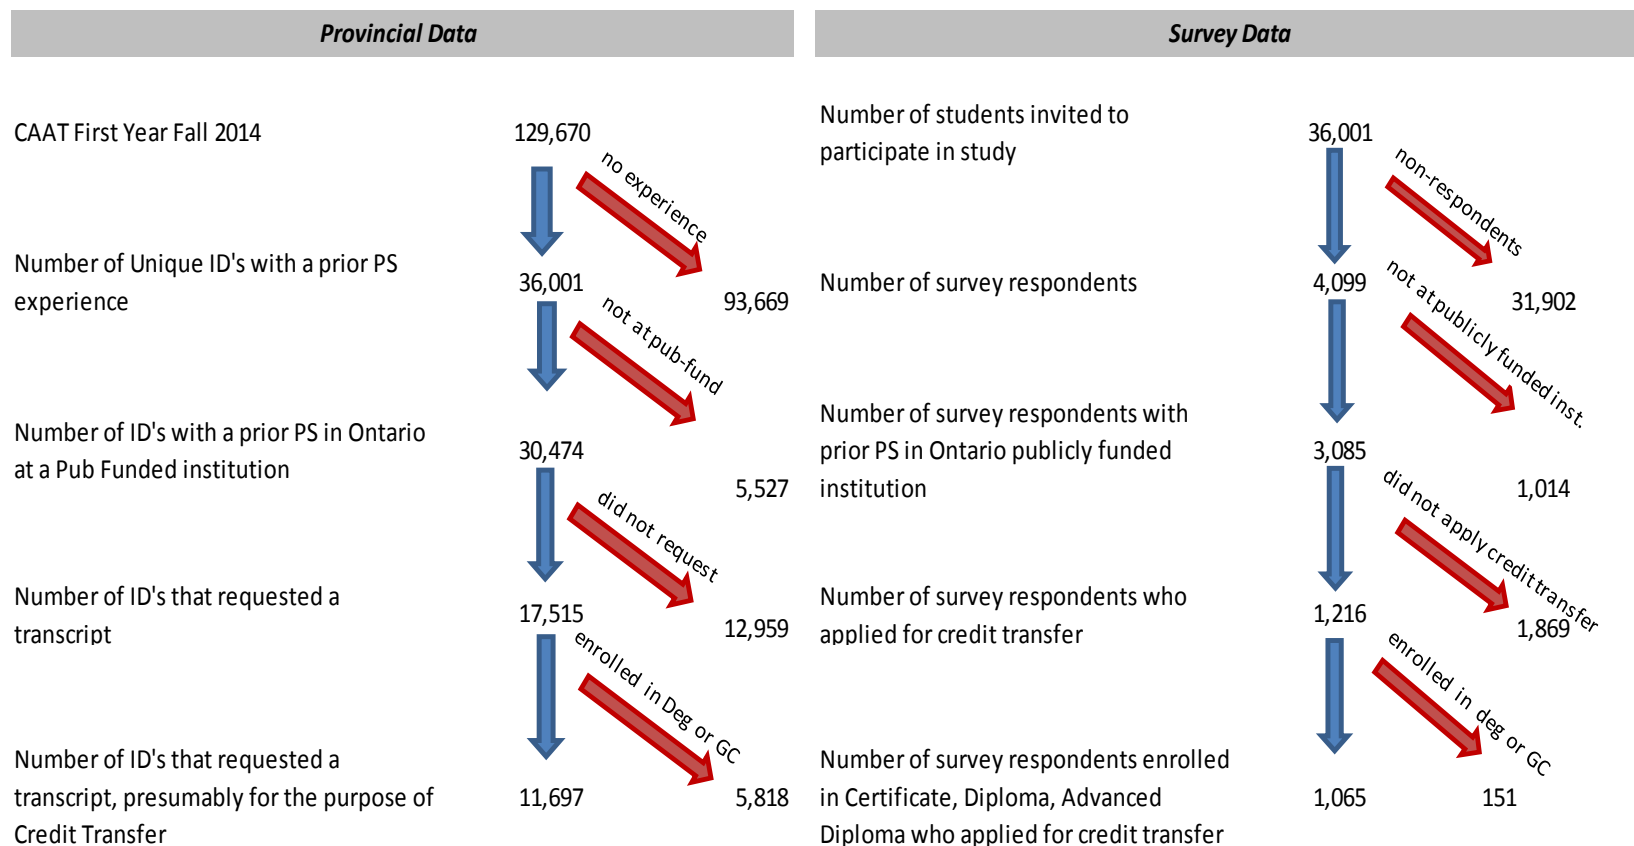 Provincial Data
CAAT First Year Fall 2014
129,670
no experience
Number of Unique ID's with a prior PS
experience
36,001
93,669
not at pub-fund
Number of ID's with a prior PS in Ontario
at a Pub Funded institution
30,474
5,527
did not request
Number of ID's that requested a
transcript
17,515
12,959
enrolled in Deg or GC
Number of ID's that requested a
transcript, presumably for the purpose of
Credit Transfer
11,697
5,818
Survey Data
Number of students invited to
participate in study
36,001
non-respondents
Number of survey respondents
4,099
31,902
not at publicly funded inst.
Number of survey respondents with
prior PS in Ontario publicly funded
institution
3,085
1,014
did not apply credit transfer
Number of survey respondents who
applied for credit transfer
1,216
1,869
enrolled in deg or GC
Number of survey respondents enrolled
in Certificate, Diploma, Advanced
Diploma who applied for credit transfer
1,065
151